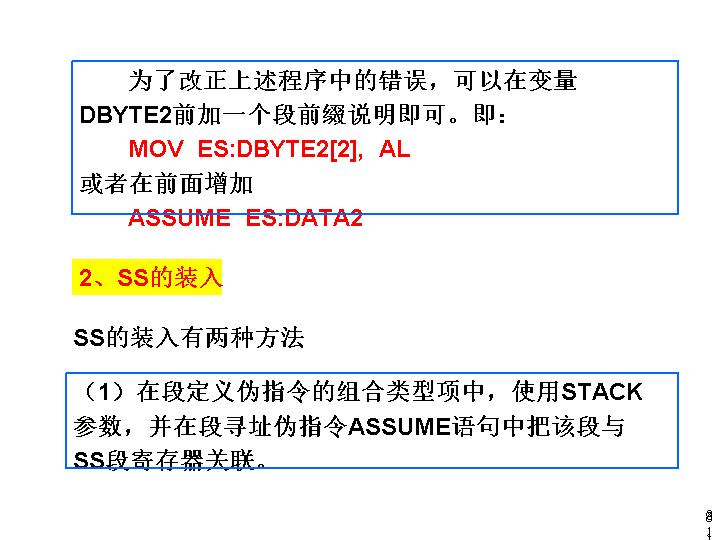 为了改正上述程序中的错误，可以在变量
DBYTE2前加一个段前缀说明即可。即：
MOV ES:DBYTE2[2], AL
或者在前面增加
ASSUME ES:DATA2
2、SS的装入
SS的装入有两种方法
（1）在段定义伪指令的组合类型项中，使用STACK
参数，并在段寻址伪指令ASSUME语句中把该段与
SS段寄存器关联。